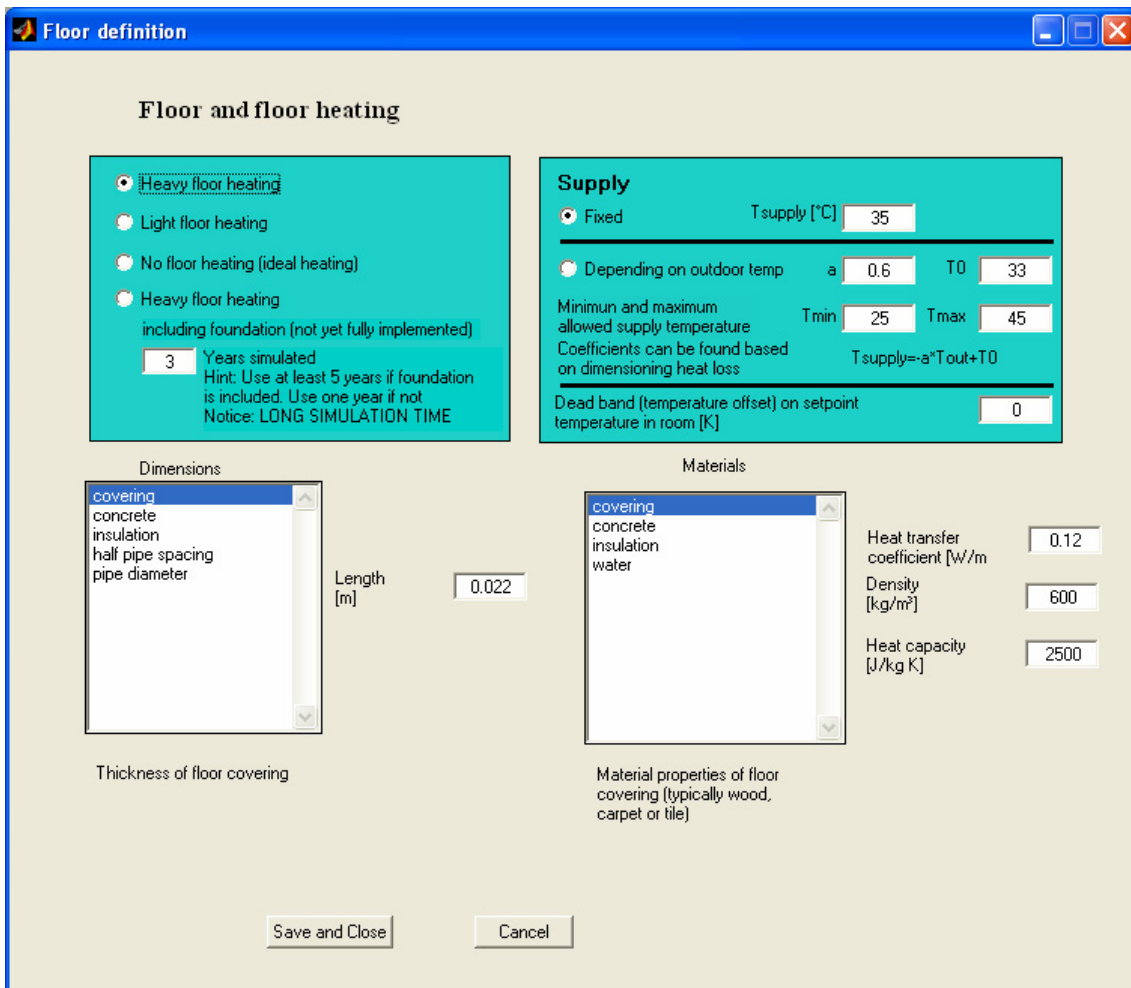 Floor definition
Floor and floor heating
Heavy floor heating
Light floor heating
No floor heating (ideal heating)
Heavy floor heating
including foundation (not yet fully implemented)
3
Years simulated
Hint: Use at least 5 years if foundation
is included. Use one year if not
Notice: LONG SIMULATION TIME
Supply
Fixed Tsupply [°C] 35
Depending on outdoor temp a 0.6 T0 33
Minimun and maximum
allowed supply temperature
Tmin 25 Tmax 45
Coefficients can be found based
on dimensioning heat loss
Tsupply=-a*Tout+T0
Dead band (temperature offset) on setpoint
temperature in room [K]
0
Dimensions
covering
concrete
insulation
half pipe spacing
pipe diameter
Length
[m]
0.022
Thickness of floor covering
Materials
covering
concrete
insulation
water
Heat transfer
coefficient [W/m
0.12
Density
[kg/m³]
600
Heat capacity
[J/kg K]
2500
Material properties of floor
covering (typically wood,
carpet or tile)
Save and Close Cancel